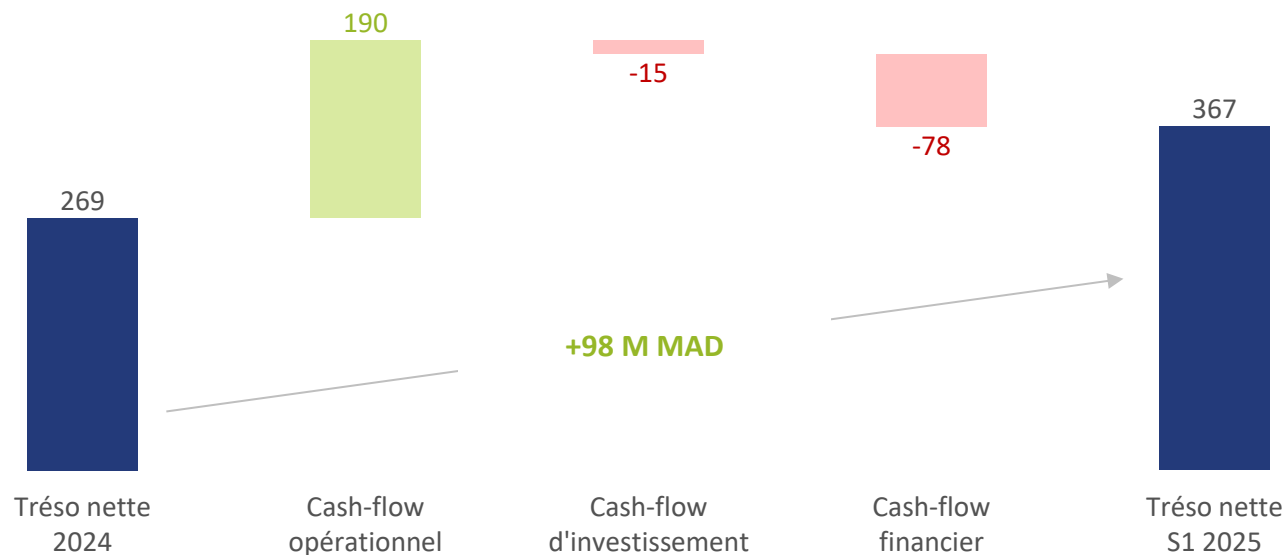 190
-15
-78
367
269
+98 M MAD
Tréso nette
2024
Cash-flow
opérationnel
Cash-flow
d'investissement
Cash-flow
financier
Tréso nette
S1 2025